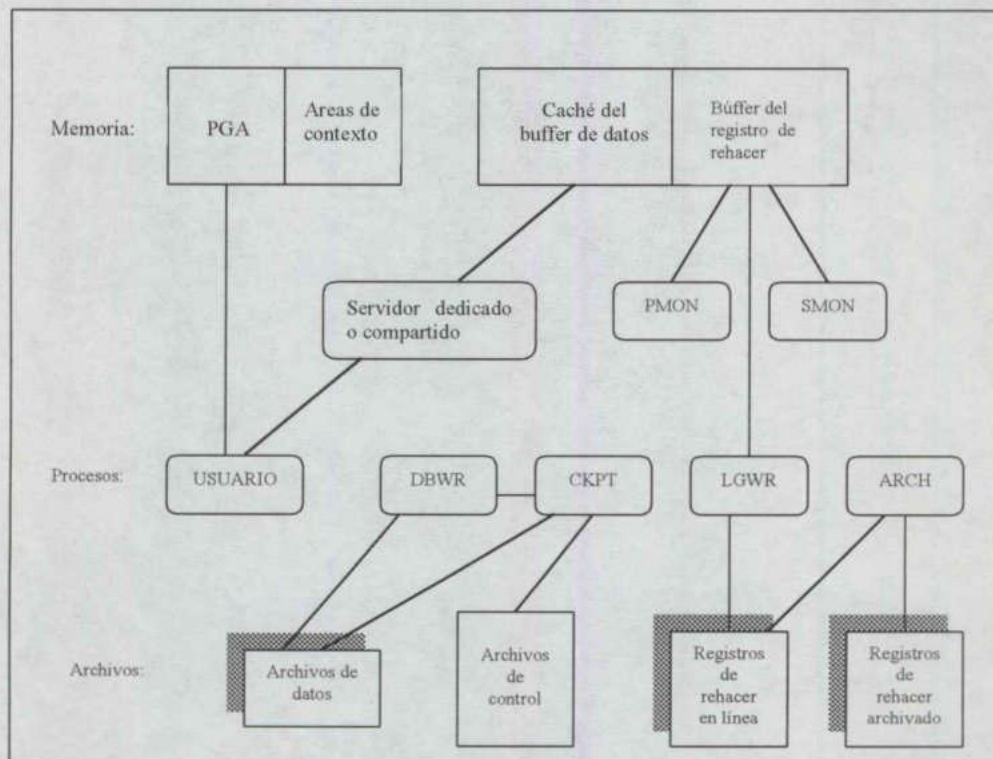 Memoria:
PGA
Areas de
contexto
Caché del
buffer de datos
Búffer del
registro de
rehacer
Servidor dedicado
o compartido
PMON
SMON
Procesos:
USUARIO
DBWR
CKPT
LGWR
ARCH
Archivos:
Archivos de
datos
Archivos
de
control
Registros
de
rehacer
en línea
Registros
de
rehacer
archivado